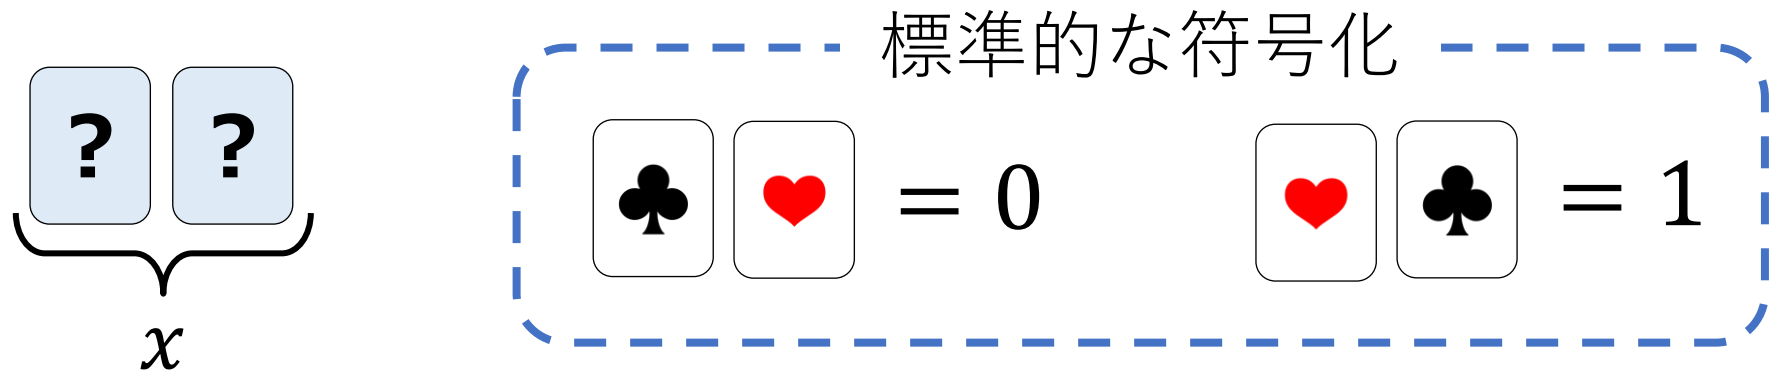 標準的な符号化
? ?
♣ ♥ = 0
♥ ♣ = 1
x